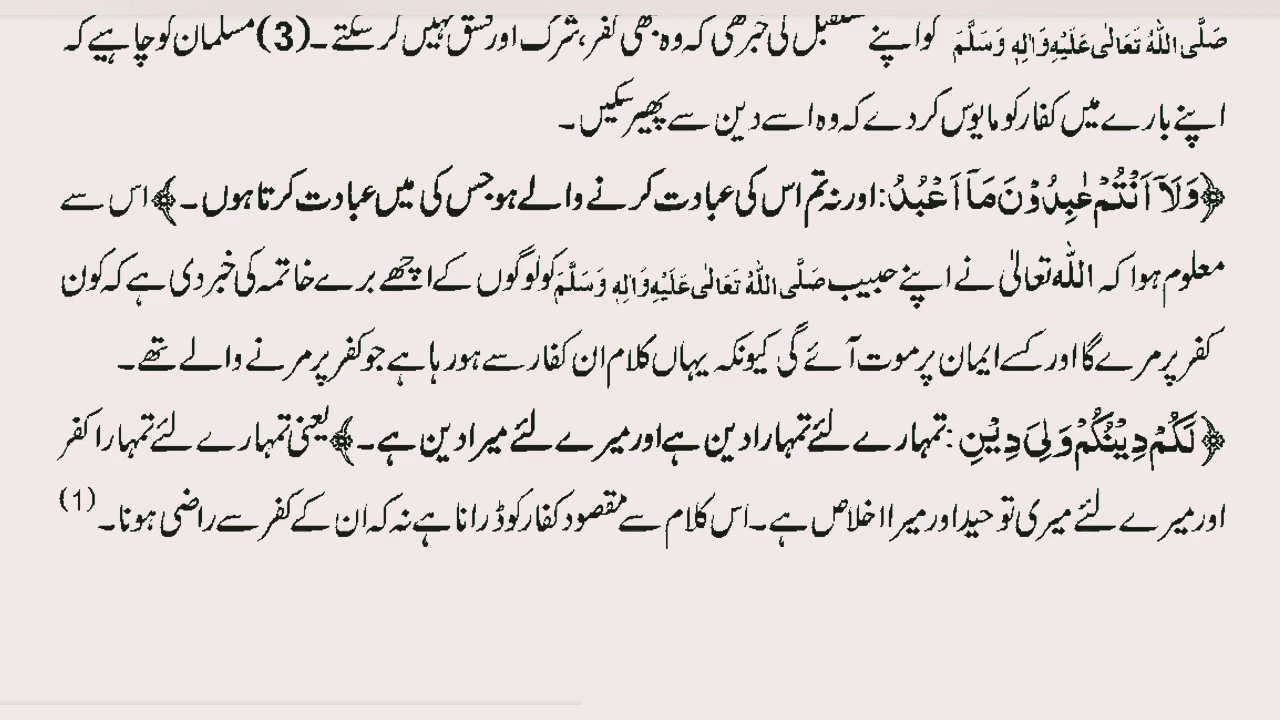 صَلَّی اللّٰہُ تَعَالٰی عَلَیْہِ وَاٰلِہٖ وَسَلَّمَ کو اپنے مستقبل کی خبر تھی کہ وہ بھی کفر، شرک اور فسق نہیں کر سکتے۔ (3) مسلمان کو چاہیے کہ
اپنے بارے میں کفار کو مایوس کردے کہ وہ اسے دین سے پھیر سکیں۔
﴿وَلَاۤ اَنْتُمْ عٰبِدُوْنَ مَاۤ اَعْبُدُ: اور نہ تم اس کی عبادت کرنے والے ہو جس کی میں عبادت کرتا ہوں۔﴾ اس سے
معلوم ہوا کہ اللّٰہ تعالیٰ نے اپنے حبیب صَلَّی اللّٰہُ تَعَالٰی عَلَیْہِ وَاٰلِہٖ وَسَلَّمَ کو لوگوں کے اچھے برے خاتمہ کی خبر دی ہے کہ کون
کفر پر مرے گا اور کسے ایمان پر موت آئے گی کیونکہ یہاں کلام ان کفار سے ہو رہا ہے جو کفر پر مرنے والے تھے۔
﴿لَكُمْ دِیْنُكُمْ وَ لِیَ دِیْنِ: تمہارے لئے تمہارا دین ہے اور میرے لئے میرا دین ہے۔﴾ یعنی تمہارے لئے تمہارا کفر
اور میرے لئے میری توحید اور میرا اخلاص ہے۔ اس کلام سے مقصود کفار کو ڈرانا ہے نہ کہ ان کے کفر سے راضی ہونا۔ (1)